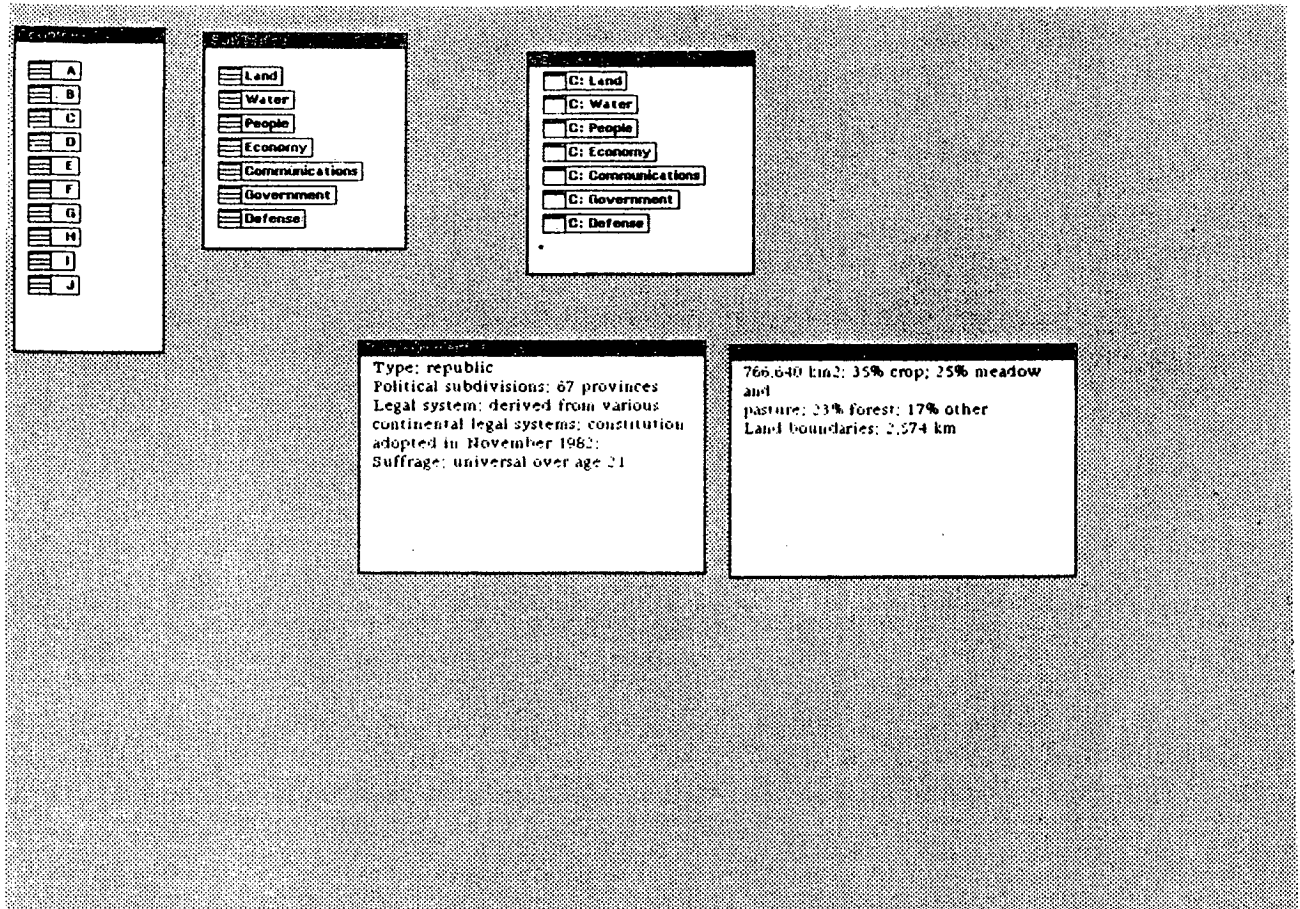 A
B
C
D
E
F
G
H
I
J
Land
Water
People
Economy
Communications
Government
Defense
C: Land
C: Water
C: People
C: Economy
C: Communications
C: Government
C: Defense
Type: republic
Political subdivisions: 67 provinces
Legal system: derived from various
continental legal systems; constitution
adopted in November 1982;
Suffrage: universal over age 21
766,640 km2; 35% crop; 25% meadow
and
pasture; 23% forest; 17% other
Land boundaries: 2,574 km